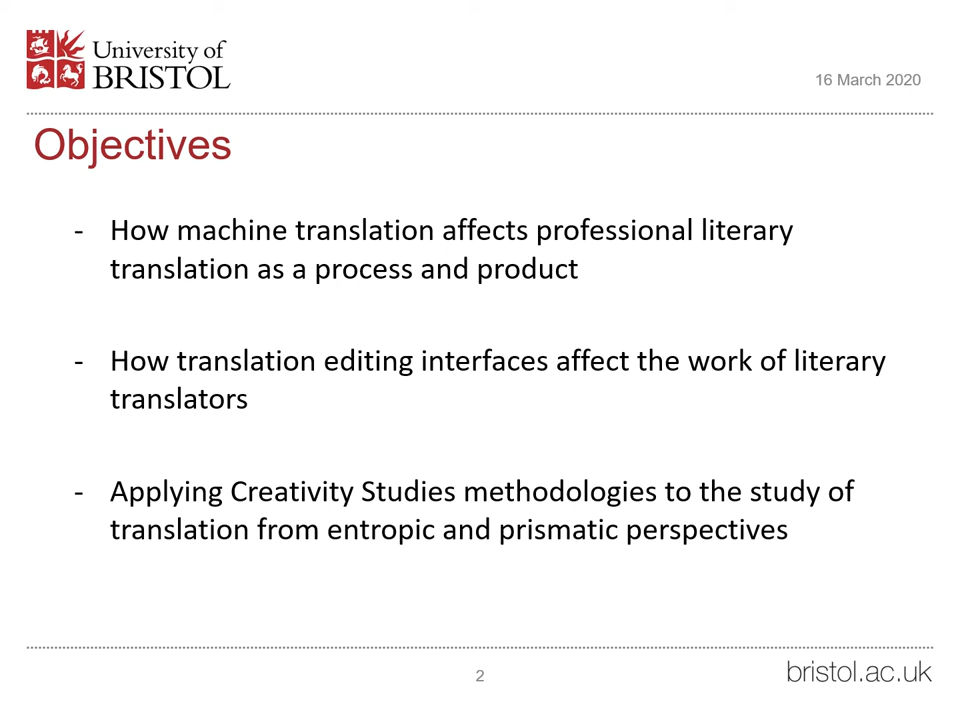 University of
BRISTOL
16 March 2020
Objectives
- How machine translation affects professional literary
translation as a process and product
- How translation editing interfaces affect the work of literary
translators
- Applying Creativity Studies methodologies to the study of
translation from entropic and prismatic perspectives
2
bristol.ac.uk